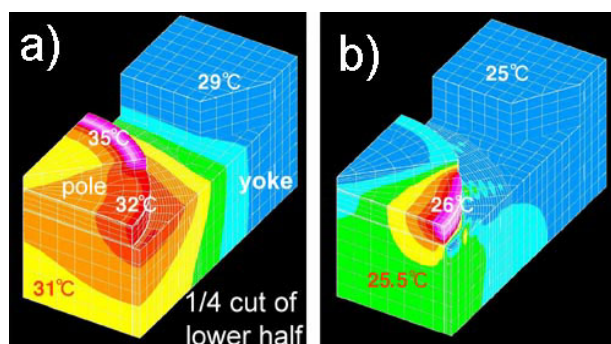 a)
29℃
35℃
pole
yoke
32℃
31℃
1/4 cut of
lower half
b)
25℃
26℃
25.5℃